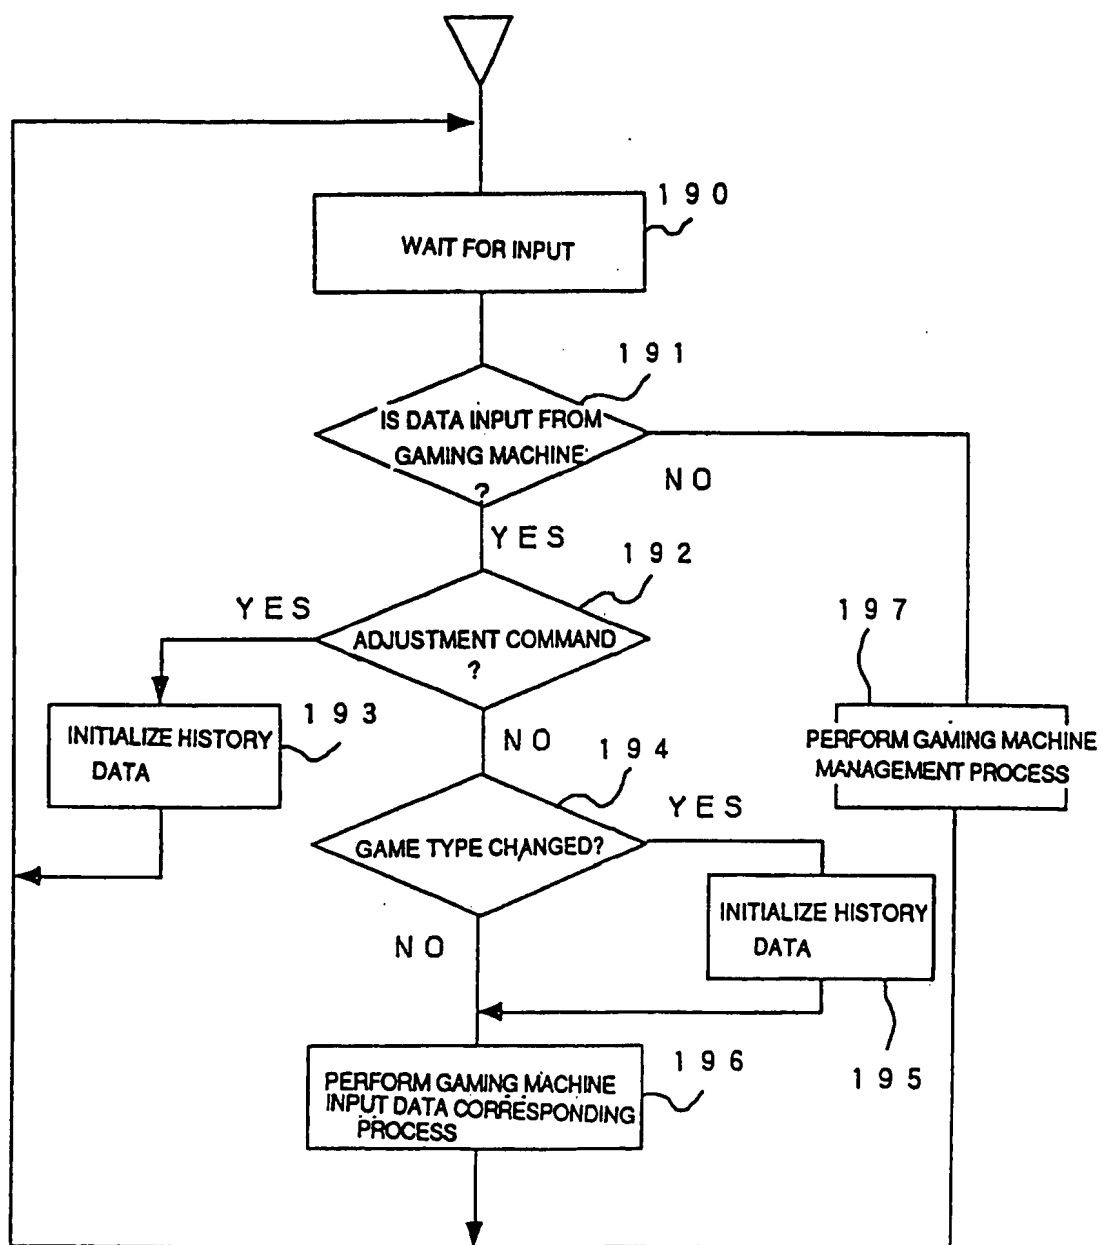 190
WAIT FOR INPUT
191
IS DATA INPUT FROM
GAMING MACHINE
?
NO
YES
192
YES
ADJUSTMENT COMMAND
?
197
193
INITIALIZE HISTORY
DATA
NO
194
PERFORM GAMING MACHINE
MANAGEMENT PROCESS
YES
GAME TYPE CHANGED?
INITIALIZE HISTORY
DATA
NO
196
195
PERFORM GAMING MACHINE
INPUT DATA CORRESPONDING
PROCESS